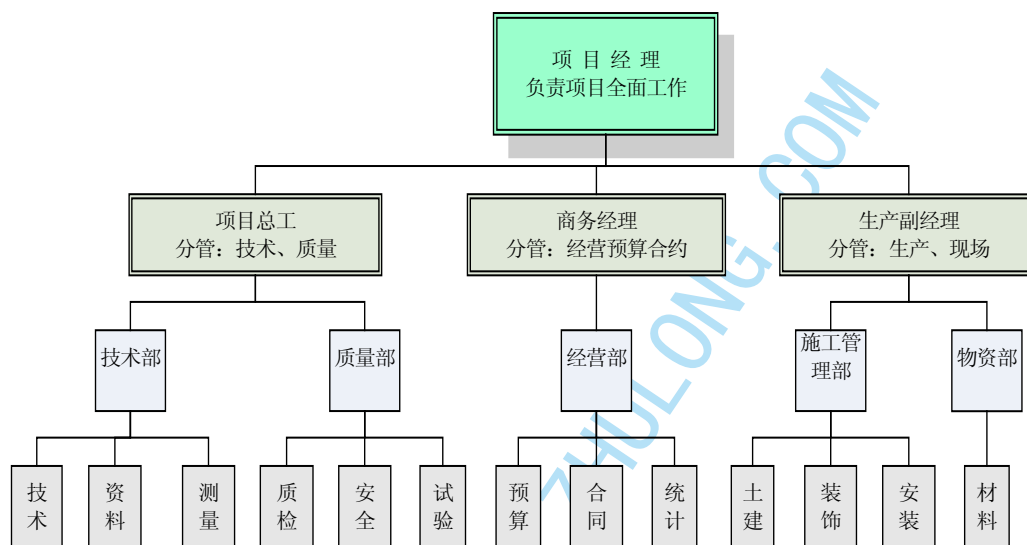 项 目 经 理
负责项目全面工作
项目总工
分管：技术、质量
商务经理
分管：经营预算合约
生产副经理
分管：生产、现场
技术部
质量部
经营部
施工管
理部
物资部
技术
资料
测量
质检
安全
试验
预算
合同
统计
土建
装饰
安装
材料
ZHULONG.COM